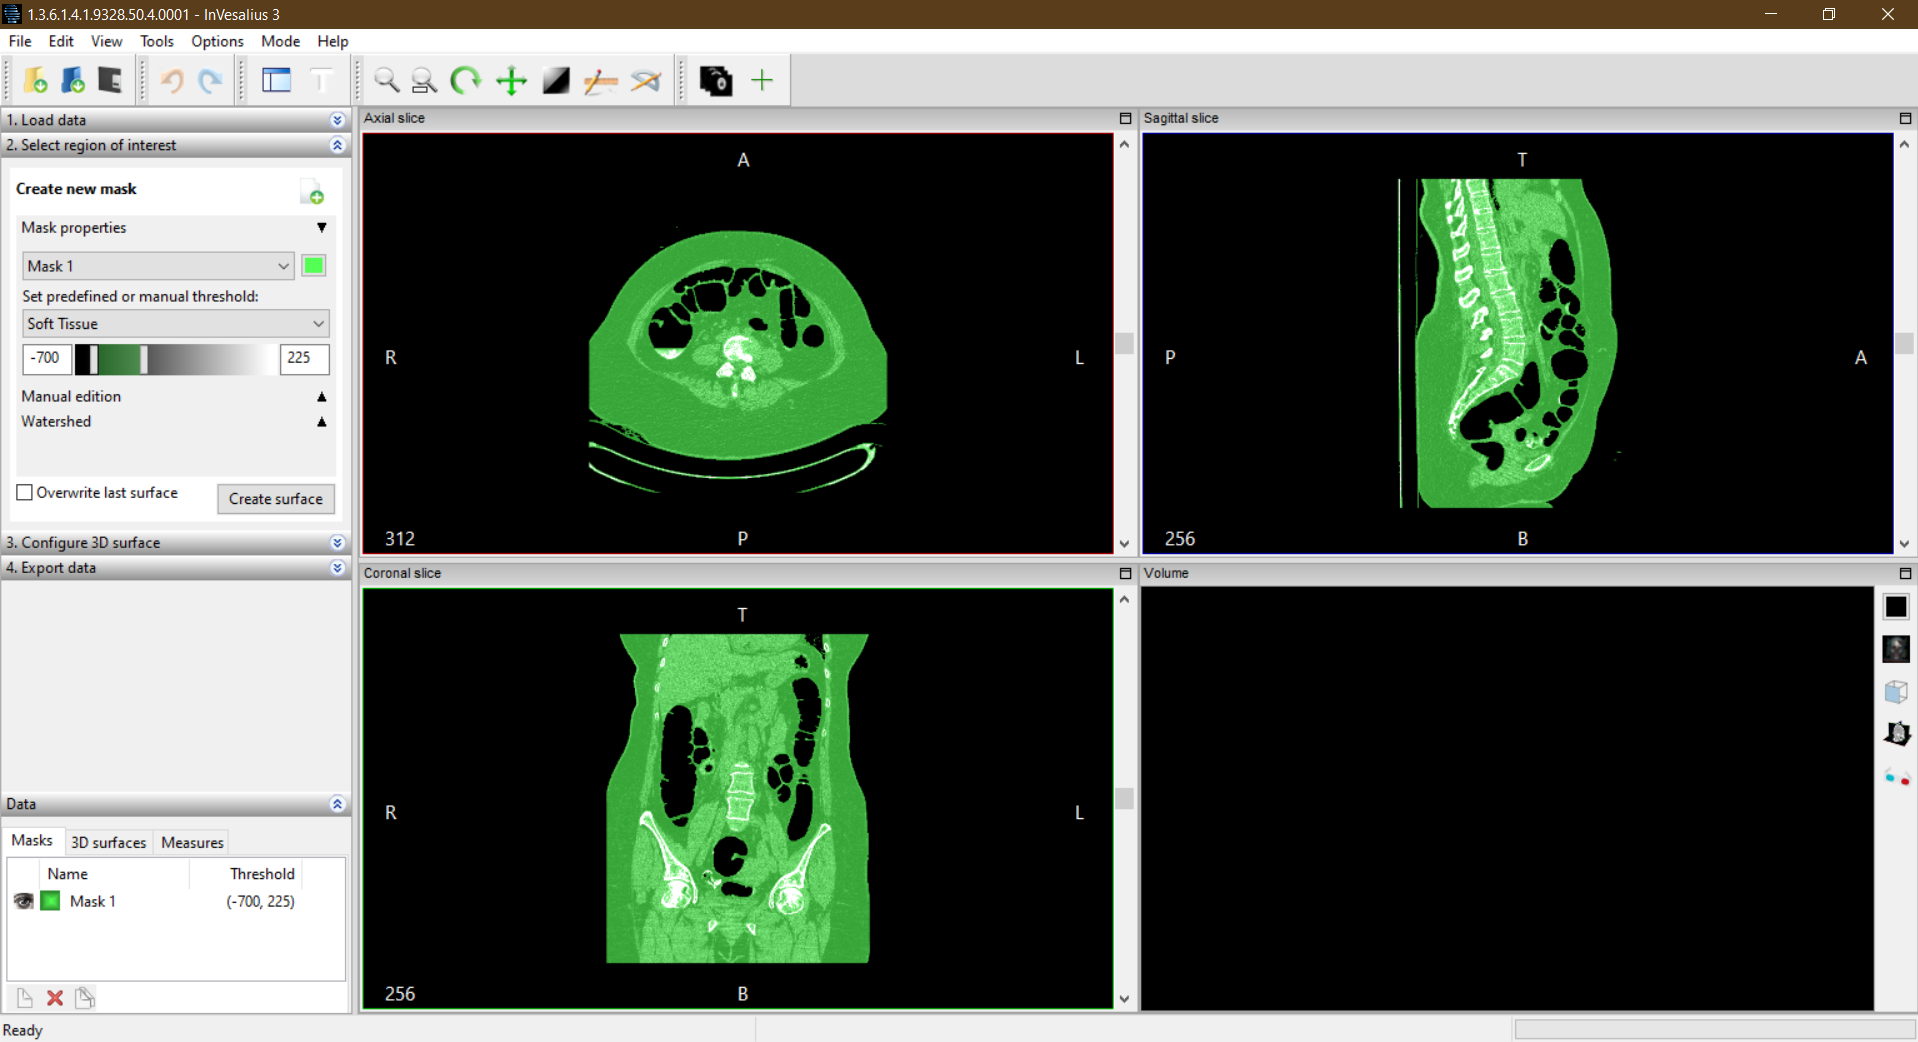 1.3.6.1.4.1.9328.50.4.0001 - InVesalius 3
File Edit View Tools Options Mode Help
1. Load data
2. Select region of interest
Create new mask
Mask properties
Mask 1
Set predefined or manual threshold:
Soft Tissue
-700 225
Manual edition
Watershed
Overwrite last surface
Create surface
3. Configure 3D surface
4. Export data
Data
Masks 3D surfaces Measures
Name Threshold
Mask 1 (-700, 225)
Axial slice
A
R L
312 P
Sagittal slice
T
P A
256 B
Coronal slice
T
R L
256 B
Volume
Ready